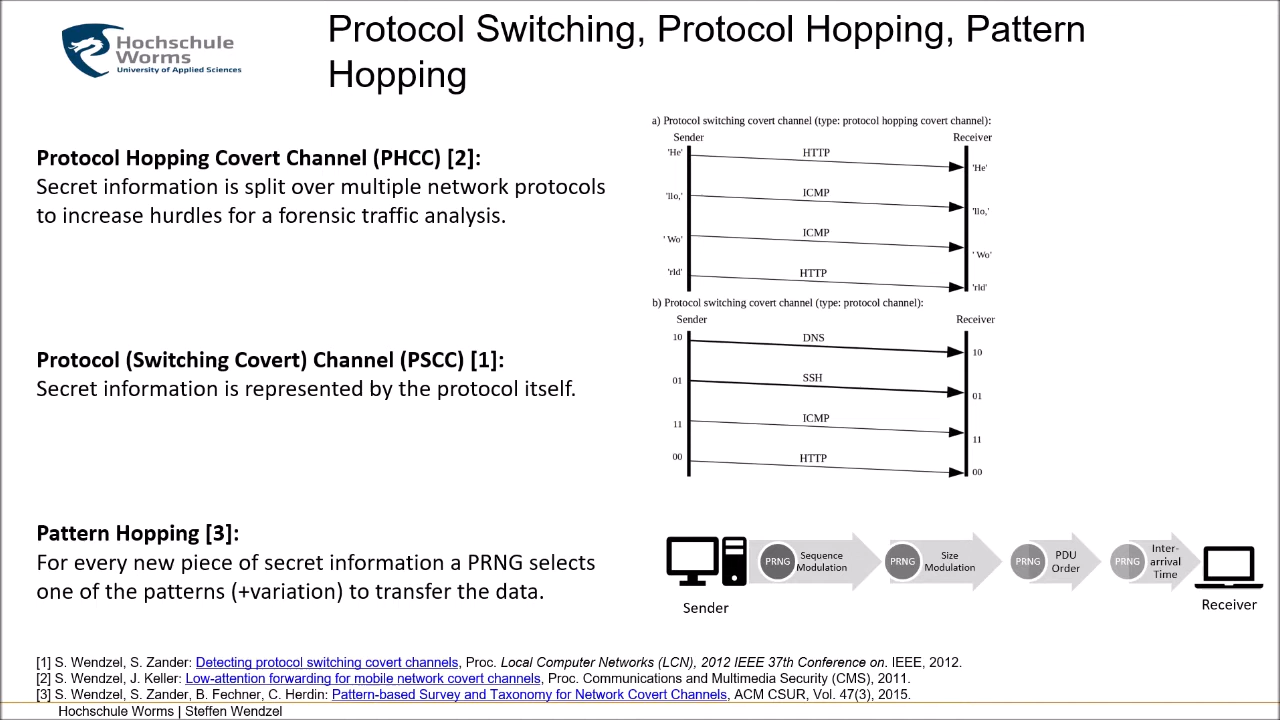 Hochschule
Worms
University of Applied Sciences
Protocol Switching, Protocol Hopping, Pattern
Hopping
Protocol Hopping Covert Channel (PHCC) [2]:
Secret information is split over multiple network protocols
to increase hurdles for a forensic traffic analysis.
a) Protocol switching covert channel (type: protocol hopping covert channel):
Sender Receiver
'He' HTTP 'He'
'llo,' ICMP 'llo,'
' Wo' ICMP ' Wo'
'rld' HTTP 'rld'
Protocol (Switching Covert) Channel (PSCC) [1]:
Secret information is represented by the protocol itself.
b) Protocol switching covert channel (type: protocol channel):
Sender Receiver
10 DNS 10
01 SSH 01
11 ICMP 11
00 HTTP 00
Pattern Hopping [3]:
For every new piece of secret information a PRNG selects
one of the patterns (+variation) to transfer the data.
Sender
PRNG
Sequence
Modulation
PRNG
Size
Modulation
PRNG
PDU
Order
PRNG
Inter-
arrival
Time
Receiver
[1] S. Wendzel, S. Zander: Detecting protocol switching covert channels, Proc. Local Computer Networks (LCN), 2012 IEEE 37th Conference on. IEEE, 2012.
[2] S. Wendzel, J. Keller: Low-attention forwarding for mobile network covert channels, Proc. Communications and Multimedia Security (CMS), 2011.
[3] S. Wendzel, S. Zander, B. Fechner, C. Herdin: Pattern-based Survey and Taxonomy for Network Covert Channels, ACM CSUR, Vol. 47(3), 2015.
Hochschule Worms | Steffen Wendzel